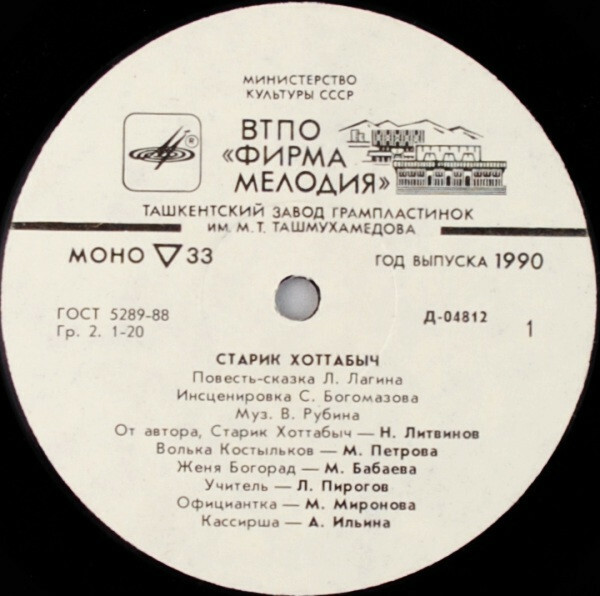 МИНИСТЕРСТВО
КУЛЬТУРЫ СССР
®
ВТПО
«ФИРМА
МЕЛОДИЯ»
ТАШКЕНТСКИЙ ЗАВОД ГРАМПЛАСТИНОК
ИМ. М.Т. ТАШМУХАМЕДОВА
МОНО 33
ГОД ВЫПУСКА 1990
ГОСТ 5289-88
Гр. 2. 1-20
Д-04812
1
СТАРИК ХОТТАБЫЧ
Повесть-сказка Л. Лагина
Инсценировка С. Богомазова
Муз. В. Рубина
От автора, Старик Хоттабыч — Н. Литвинов
Волька Костыльков — М. Петрова
Женя Богорад — М. Бабаева
Учитель — Л. Пирогов
Официантка — М. Миронова
Кассирша — А. Ильина